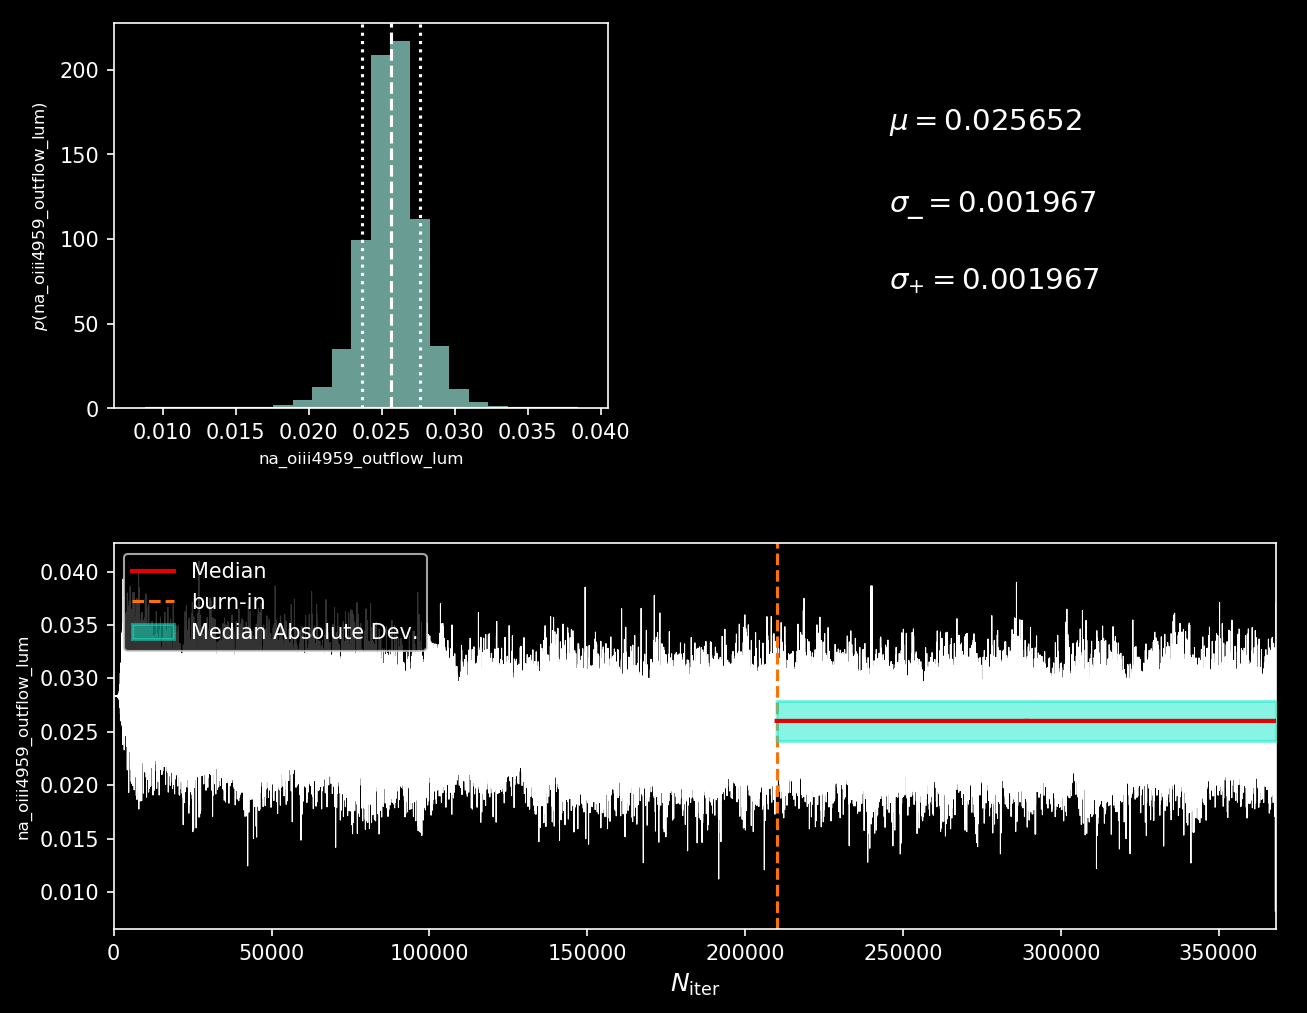 200
150
100
50
0
p(na_oiii4959_outflow_lum)
0.010 0.015 0.020 0.025 0.030 0.035 0.040
na_oiii4959_outflow_lum
μ = 0.025652
σ_− = 0.001967
σ_+ = 0.001967
Median
burn-in
Median Absolute Dev.
0.040
0.035
0.030
0.025
0.020
0.015
0.010
na_oiii4959_outflow_lum
0 50000 100000 150000 200000 250000 300000 350000
N_iter